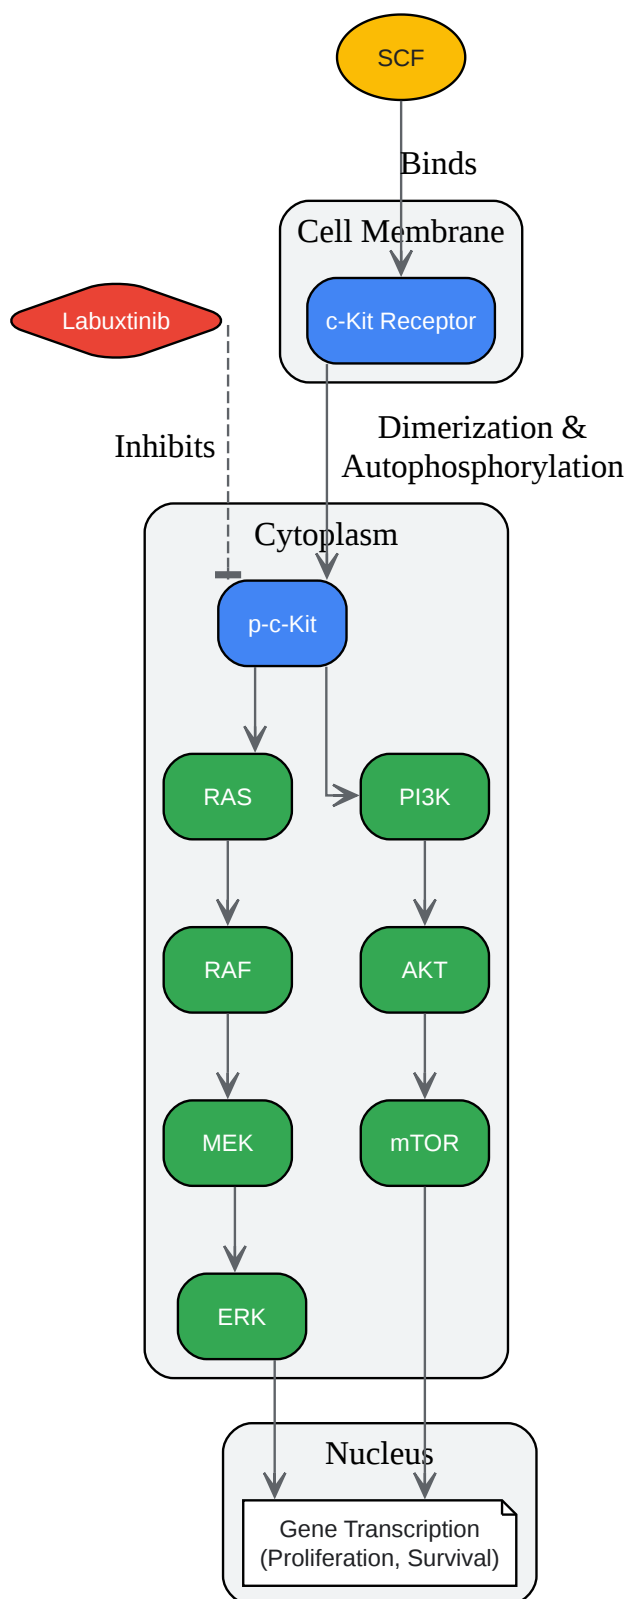 SCF
Binds
Cell Membrane
Labuxtinib
c-Kit Receptor
Inhibits
Dimerization &
Autophosphorylation
Cytoplasm
p-c-Kit
RAS
PI3K
RAF
AKT
MEK
mTOR
ERK
Nucleus
Gene Transcription
(Proliferation, Survival)